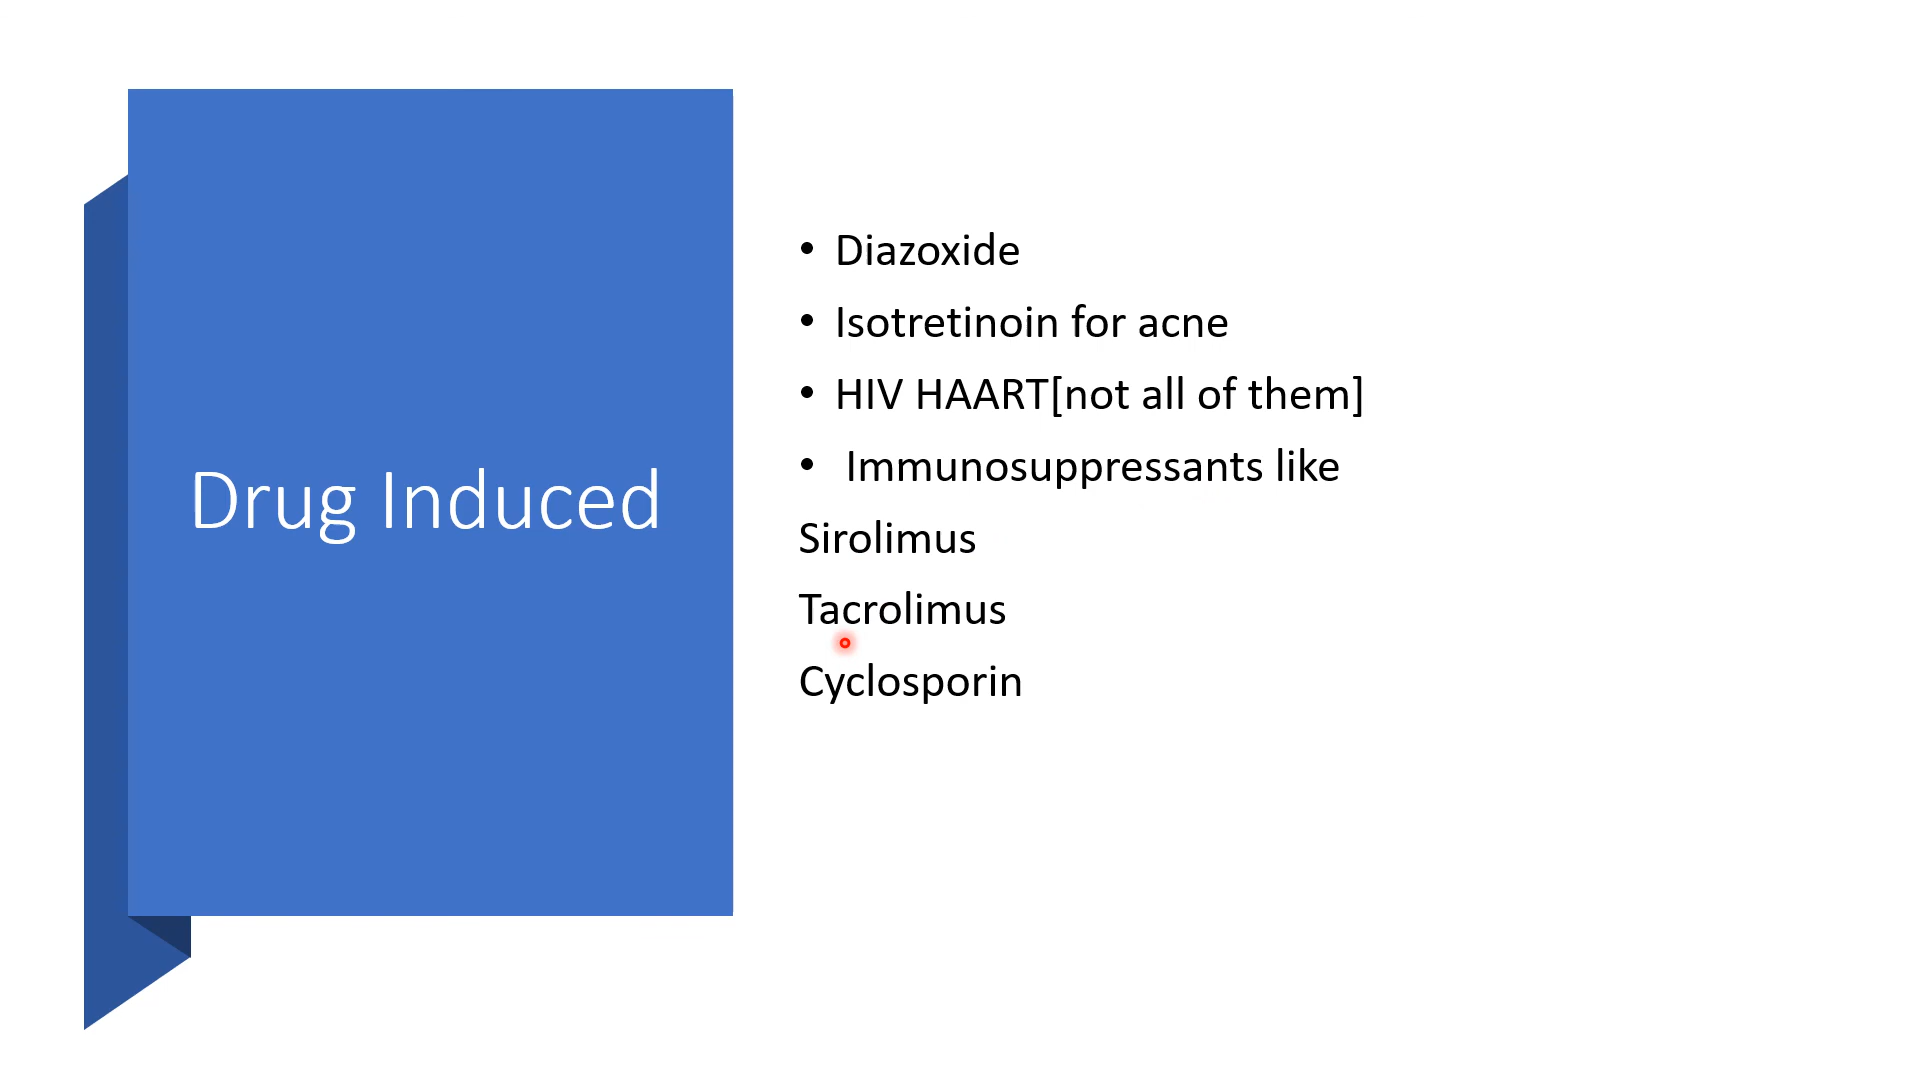 Drug Induced
• Diazoxide
• Isotretinoin for acne
• HIV HAART[not all of them]
• Immunosuppressants like
Sirolimus
Tacrolimus
Cyclosporin